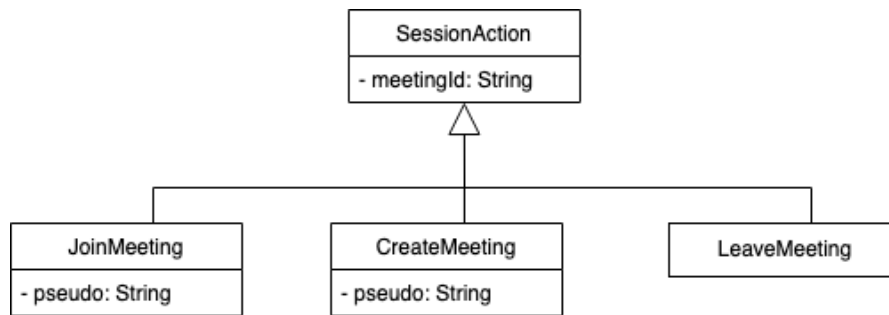 SessionAction
- meetingId: String
JoinMeeting
- pseudo: String
CreateMeeting
- pseudo: String
LeaveMeeting